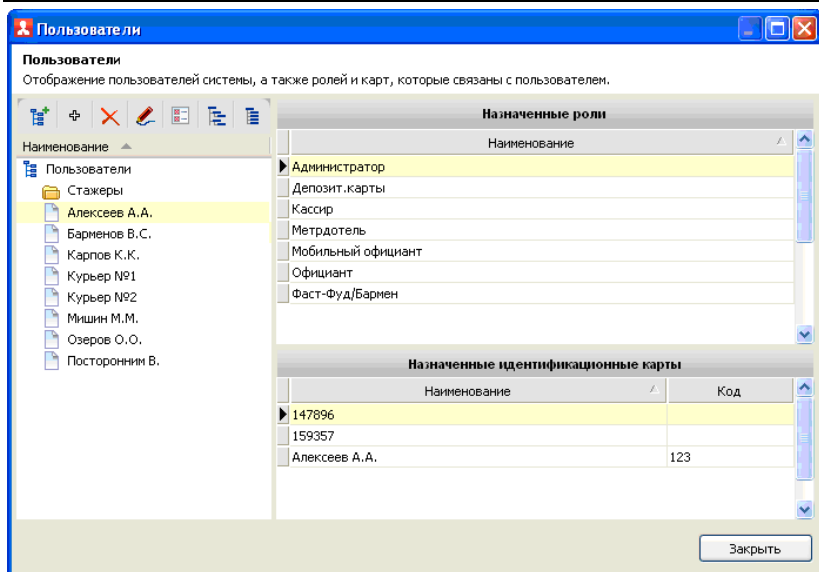 Пользователи
Пользователи
Отображение пользователей системы, а также ролей и карт, которые связаны с пользователем.
Наименование
Пользователи
Стажеры
Алексеев А.А.
Барменов В.С.
Карпов К.К.
Курьер №1
Курьер №2
Мишин М.М.
Озеров О.О.
Посторонним В.
Назначенные роли
Наименование
Администратор
Депозит.карты
Кассир
Метрдотель
Мобильный официант
Официант
Фаст-Фуд/Бармен
Назначенные идентификационные карты
Наименование Код
147896
159357
Алексеев А.А. 123
Закрыть